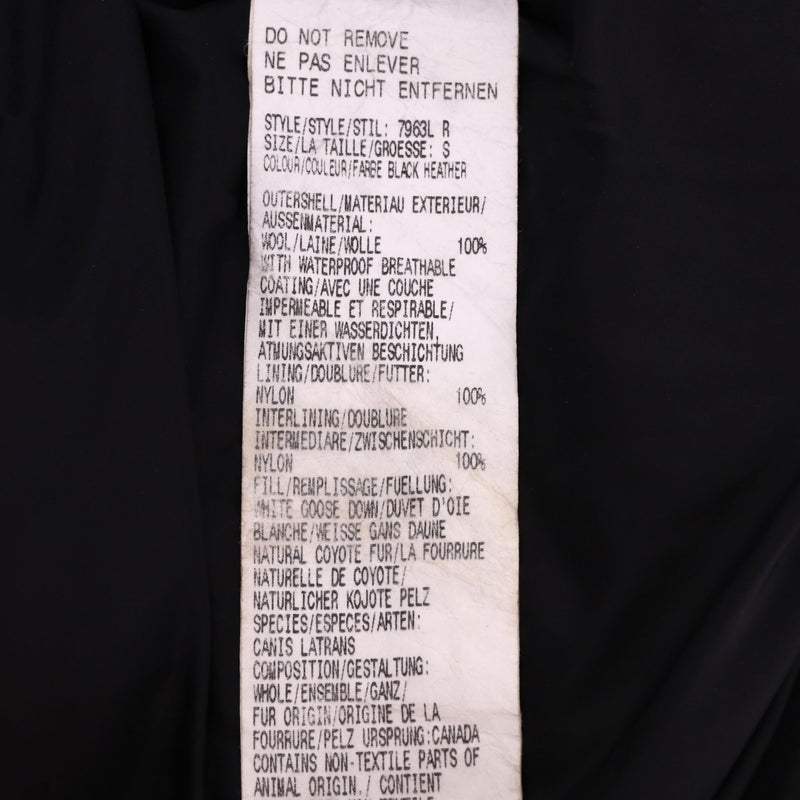 DO NOT REMOVE
NE PAS ENLEVER
BITTE NICHT ENTFERNEN
STYLE/STYLE/STIL: 7963L R
SIZE/LA TAILLE/GROESSE: S
COLOUR/COULEUR/FARBE BLACK HEATHER
OUTERSHELL/MATERIAU EXTERIEUR/
AUSSENMATERIAL:
WOOL/LAINE/WOLLE 100%
WITH WATERPROOF BREATHABLE
COATING/AVEC UNE COUCHE
IMPERMEABLE ET RESPIRABLE/
MIT EINER WASSERDICHTEN,
ATMUNGSAKTIVEN BESCHICHTUNG
LINING/DOUBLURE/FUTTER:
NYLON 100%
INTERLINING/DOUBLURE
INTERMEDIARE/ZWISCHENSCHICHT:
NYLON 100%
FILL/REMPLISSAGE/FUELLUNG:
WHITE GOOSE DOWN/DUVET D'OIE
BLANCHE/WEISSE GANS DAUNE
NATURAL COYOTE FUR/LA FOURRURE
NATURELLE DE COYOTE/
NATURLICHER KOJOTE PELZ
SPECIES/ESPECES/ARTEN:
CANIS LATRANS
COMPOSITION/GESTALTUNG:
WHOLE/ENSEMBLE/GANZ/
FUR ORIGIN/ORIGINE DE LA
FOURRURE/PELZ URSPRUNG:CANADA
CONTAINS NON-TEXTILE PARTS OF
ANIMAL ORIGIN./ CONTIENT